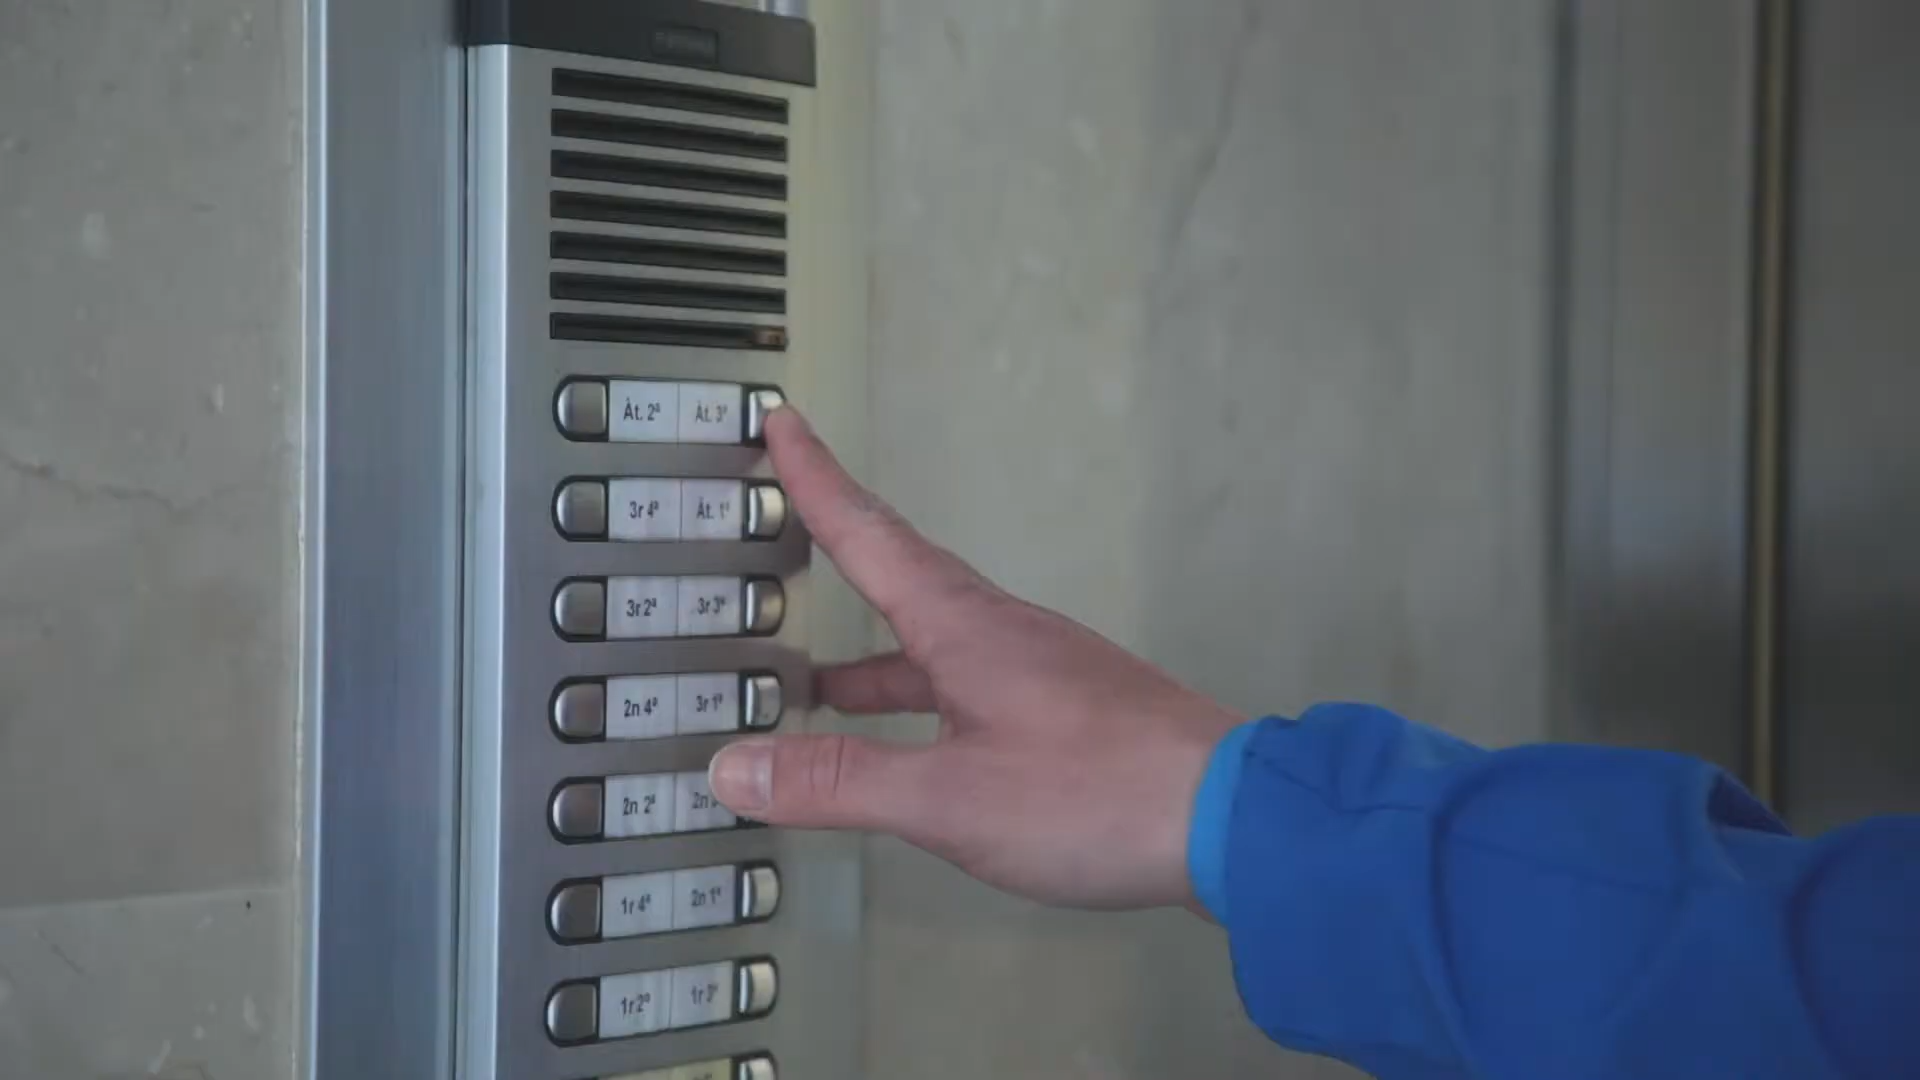 Àt. 2ª Àt. 3ª
3r 4ª Àt. 1ª
3r 2ª 3r 3ª
2n 4ª 3r 1ª
2n 2ª 2n
1r 4ª 2n 1ª
1r 2ª 1r 3ª